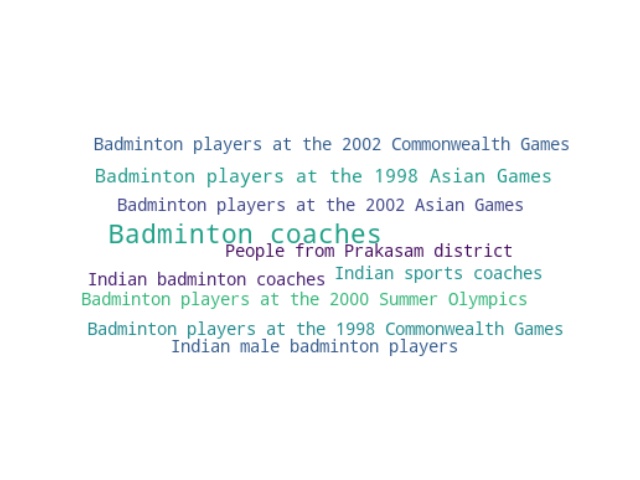 Badminton players at the 2002 Commonwealth Games
Badminton players at the 1998 Asian Games
Badminton players at the 2002 Asian Games
Badminton coaches
People from Prakasam district
Indian sports coaches
Indian badminton coaches
Badminton players at the 2000 Summer Olympics
Badminton players at the 1998 Commonwealth Games
Indian male badminton players